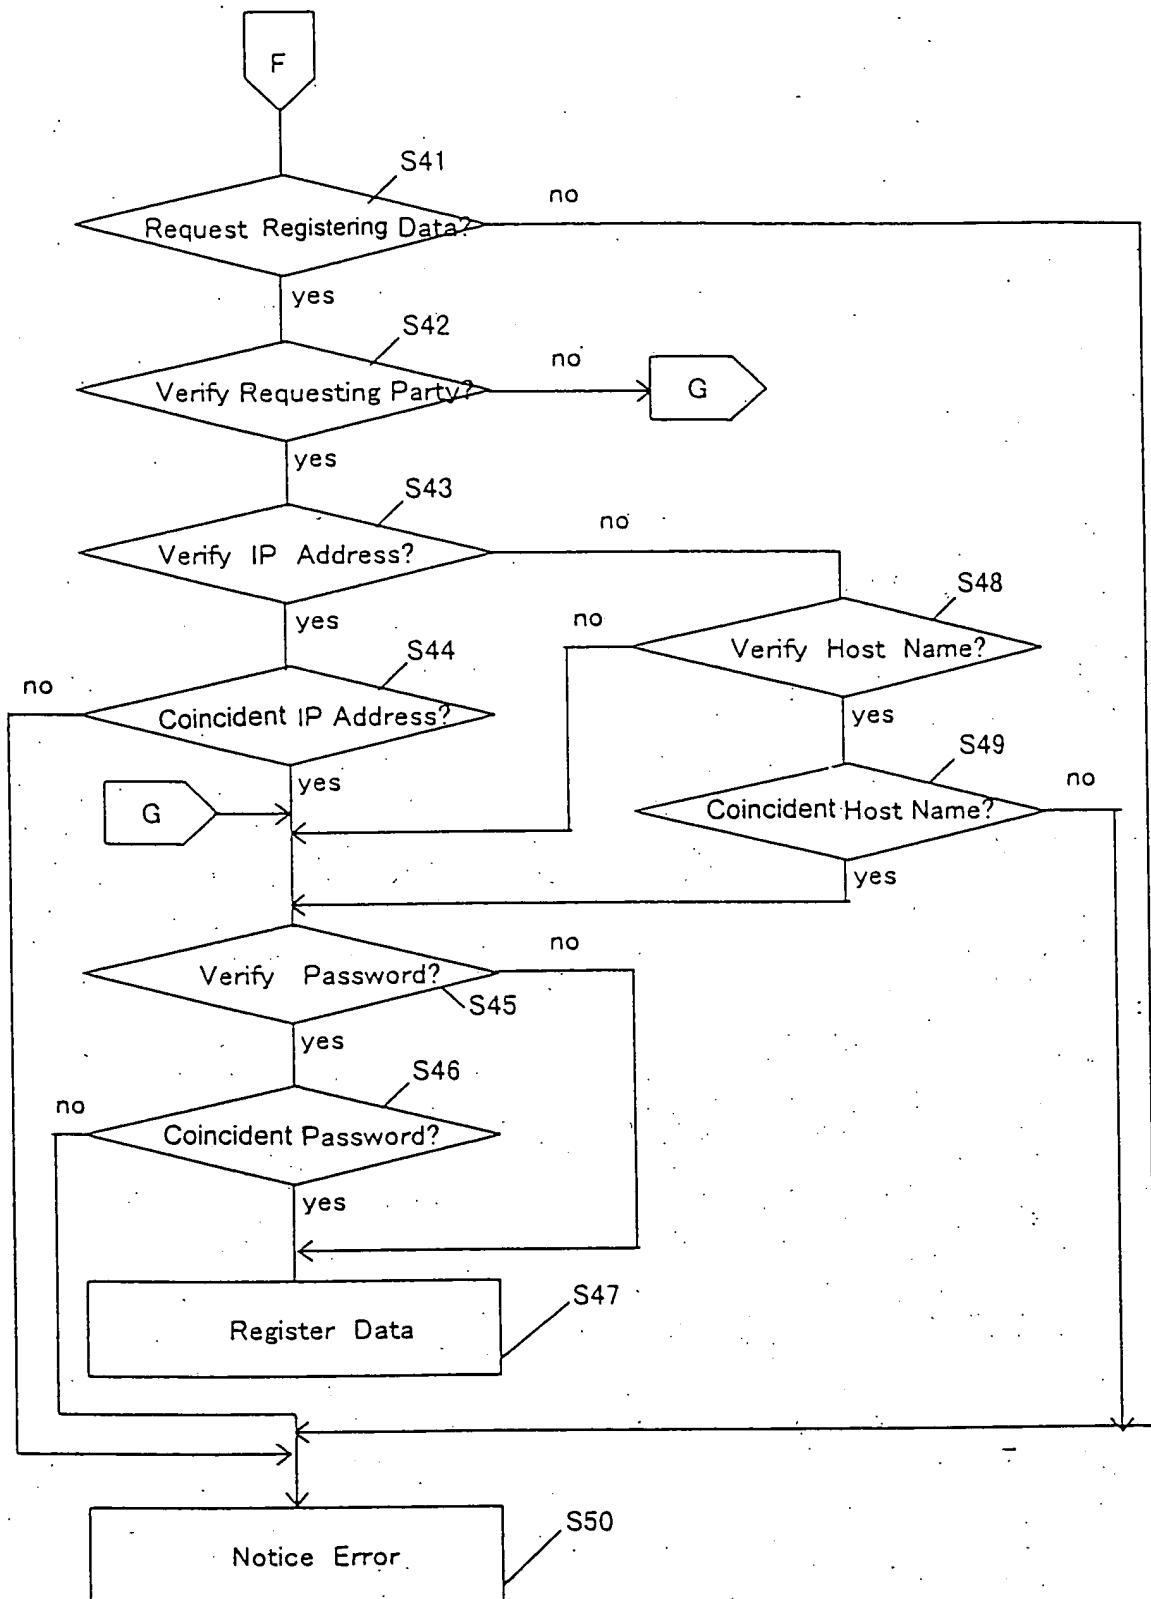 F
S41
no
Request Registering Data?
yes
S42
no
Verify Requesting Party?
G
yes
S43
no
Verify IP Address?
yes
S48
no
Verify Host Name?
S44
no
Coincident IP Address?
yes
S49
no
yes
G
Coincident Host Name?
yes
no
Verify Password?
S45
yes
S46
no
Coincident Password?
yes
S47
Register Data
S50
Notice Error